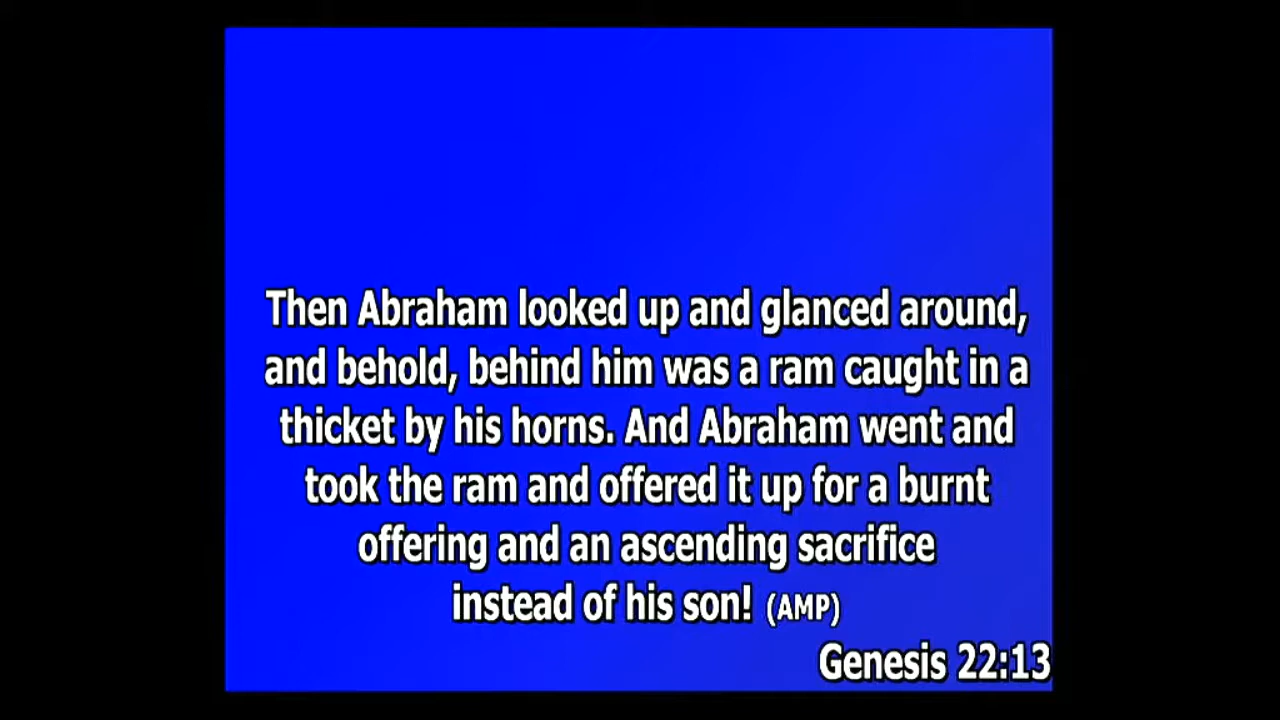 Then Abraham looked up and glanced around,
and behold, behind him was a ram caught in a
thicket by his horns. And Abraham went and
took the ram and offered it up for a burnt
offering and an ascending sacrifice
instead of his son! (AMP)
Genesis 22:13